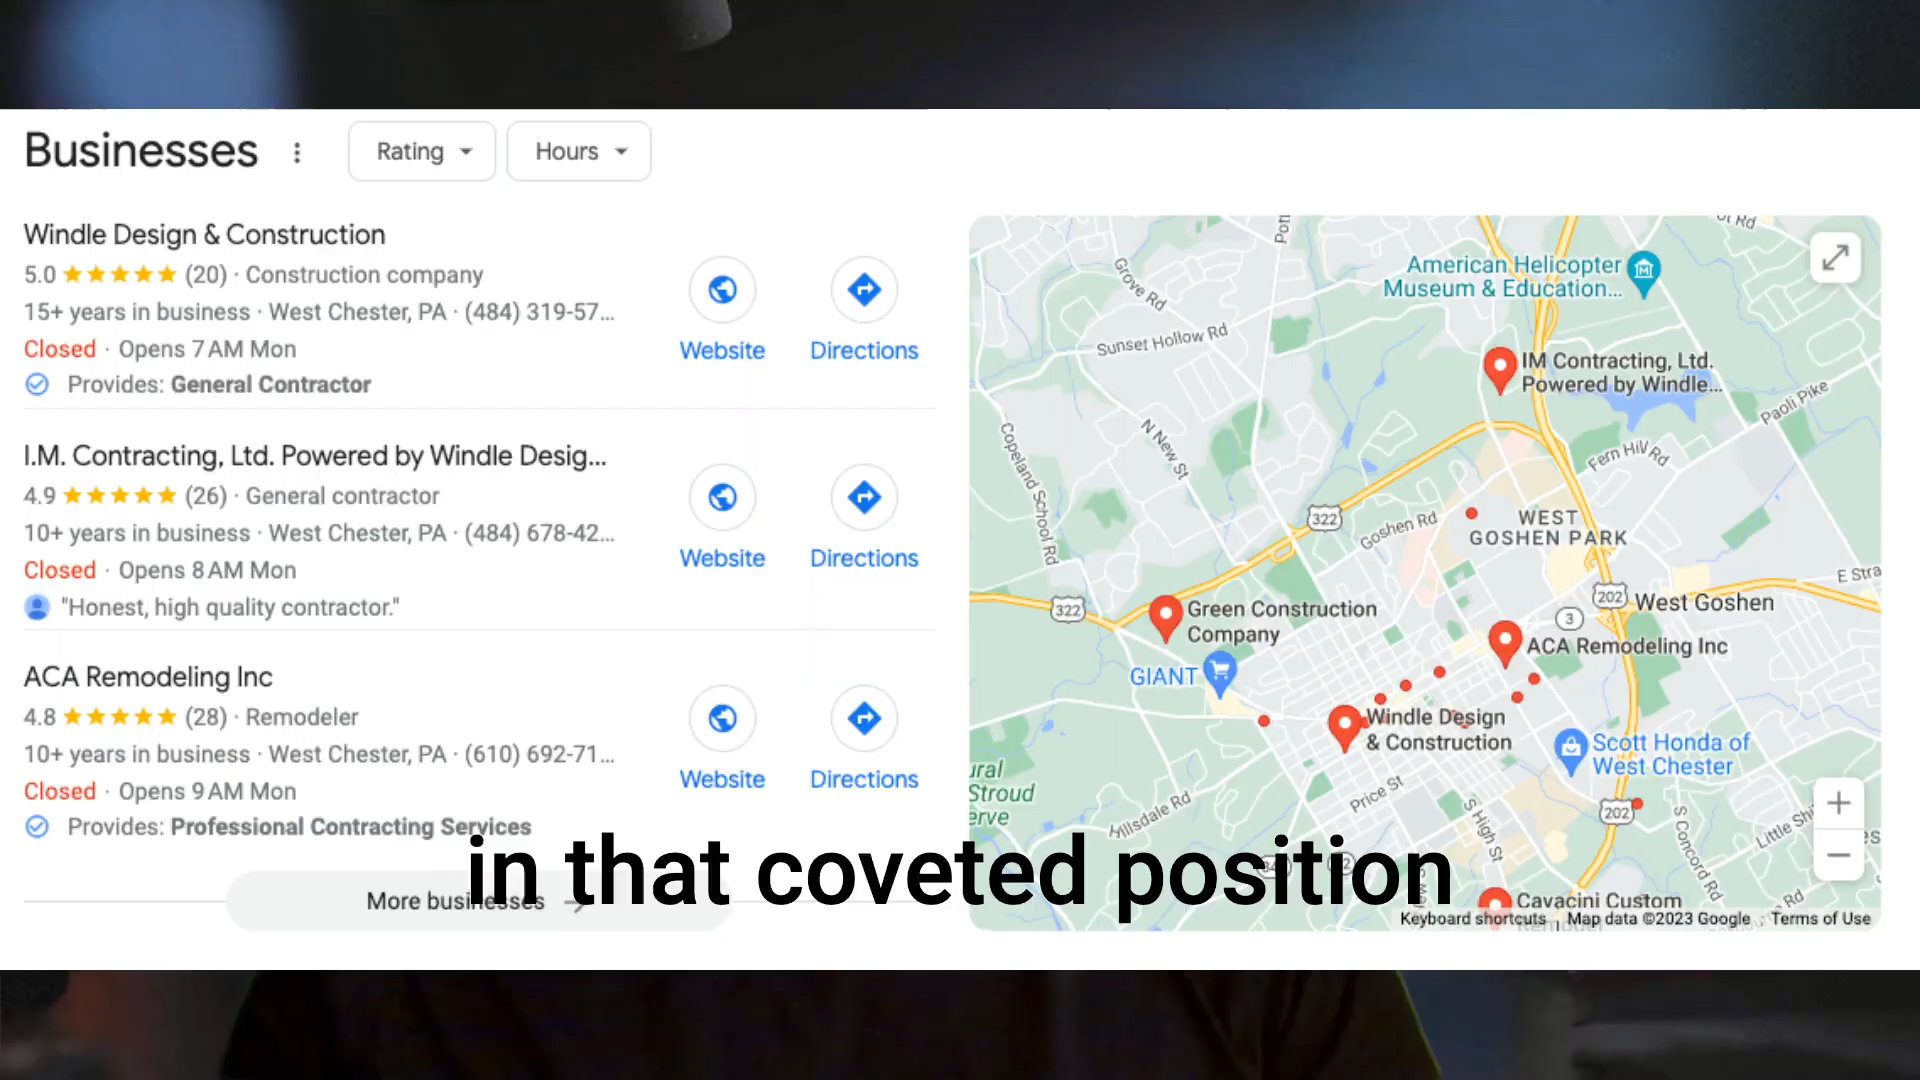 Businesses
Rating
Hours
Windle Design & Construction
5.0 (20) · Construction company
15+ years in business · West Chester, PA · (484) 319-57...
Closed · Opens 7 AM Mon
Provides: General Contractor
Website
Directions
I.M. Contracting, Ltd. Powered by Windle Desig...
4.9 (26) · General contractor
10+ years in business · West Chester, PA · (484) 678-42...
Closed · Opens 8 AM Mon
"Honest, high quality contractor."
Website
Directions
ACA Remodeling Inc
4.8 (28) · Remodeler
10+ years in business · West Chester, PA · (610) 692-71...
Closed · Opens 9 AM Mon
Provides: Professional Contracting Services
Website
Directions
More businesses
in that coveted position
Grove Rd
American Helicopter
Museum & Education...
Sunset Hollow Rd
IM Contracting, Ltd.
Powered by Windle...
Paoli Pike
Copeland School Rd
N New St
Fern Hill Rd
322
Goshen Rd
WEST
GOSHEN PARK
E Stra
322
Green Construction
Company
202
West Goshen
3
ACA Remodeling Inc
GIANT
Windle Design
& Construction
Scott Honda of
West Chester
Stroud
Price St
Hillsdale Rd
S High St
202
S Concord Rd
Cavacini Custom
Keyboard shortcuts
Map data ©2023 Google
Terms of Use